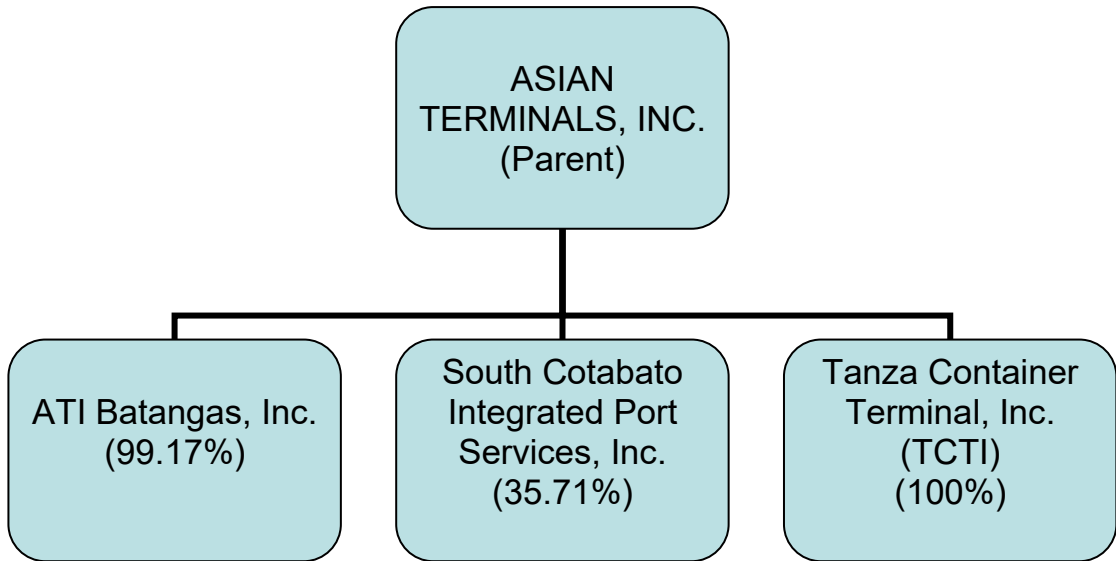 ASIAN
TERMINALS, INC.
(Parent)
ATI Batangas, Inc.
(99.17%)
South Cotabato
Integrated Port
Services, Inc.
(35.71%)
Tanza Container
Terminal, Inc.
(TCTI)
(100%)